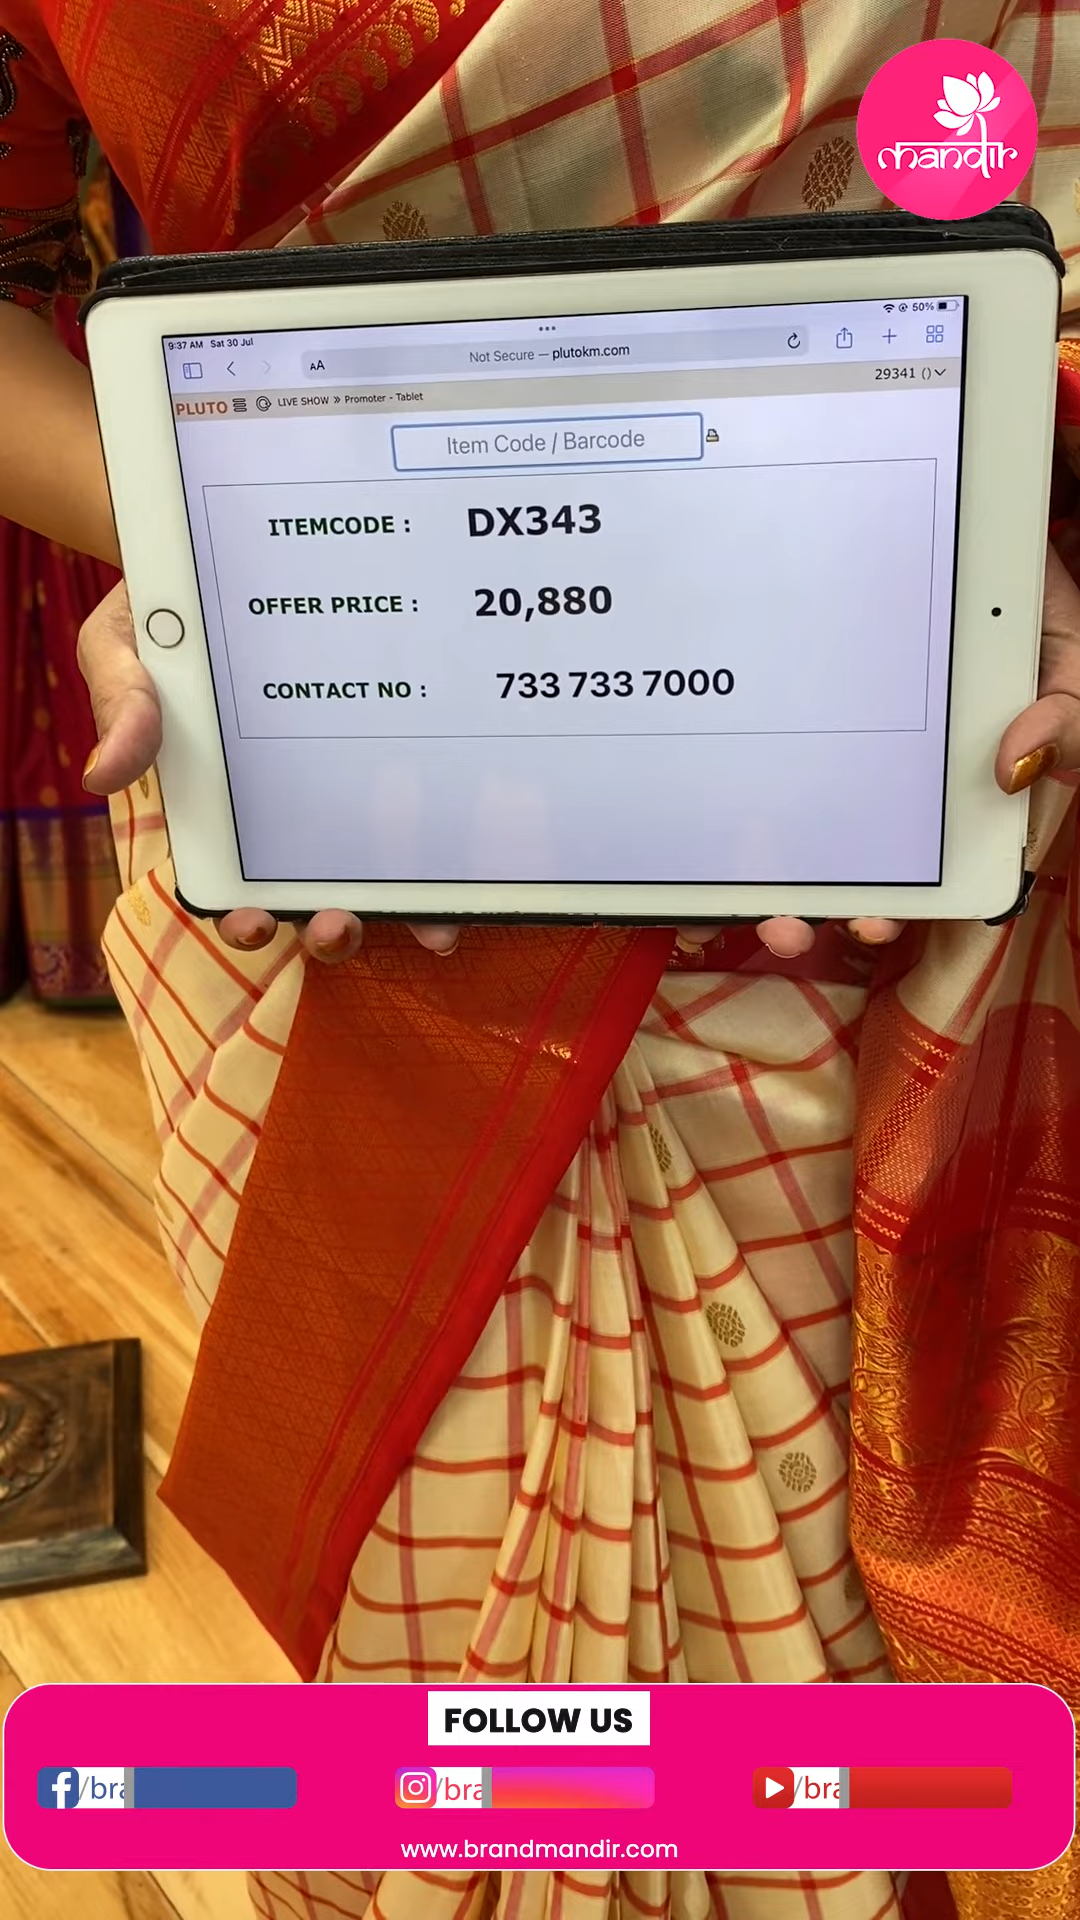 mandir
9:37 AM Sat 30 Jul
50%
AA
Not Secure — plutokm.com
29341 ()
PLUTO
LIVE SHOW » Promoter - Tablet
Item Code / Barcode
ITEMCODE : DX343
OFFER PRICE : 20,880
CONTACT NO : 733 733 7000
FOLLOW US
/bra /bra /bra
www.brandmandir.com